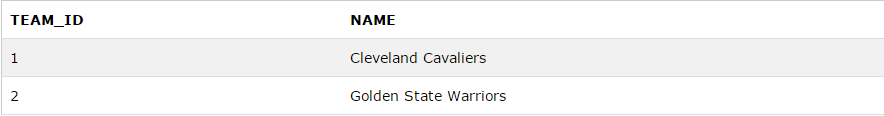 TEAM_ID NAME
1 Cleveland Cavaliers
2 Golden State Warriors